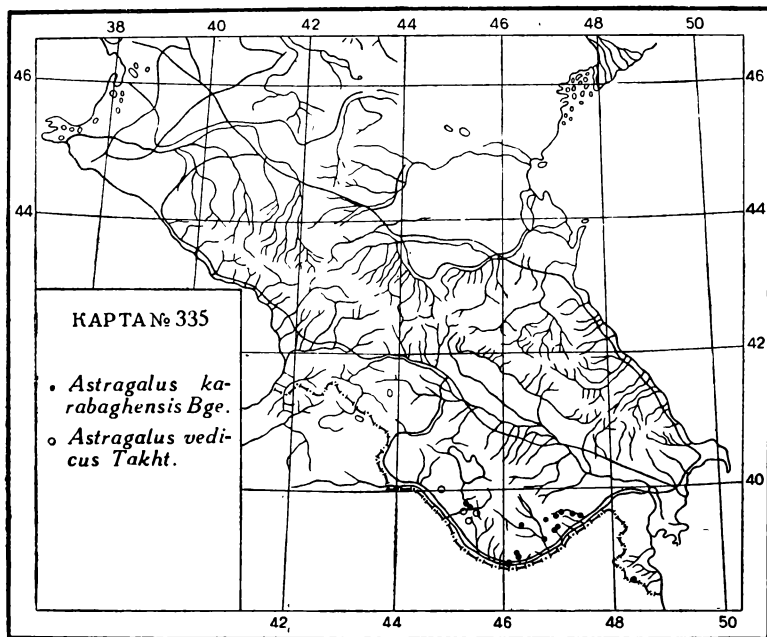 38 40 42 44 46 48 50
46 46
44 44
КАРТА № 335
• Astragalus ka-
rabaghensis Bge.
○ Astragalus vedi-
cus Takht.
42
40
42 44 46 48 50